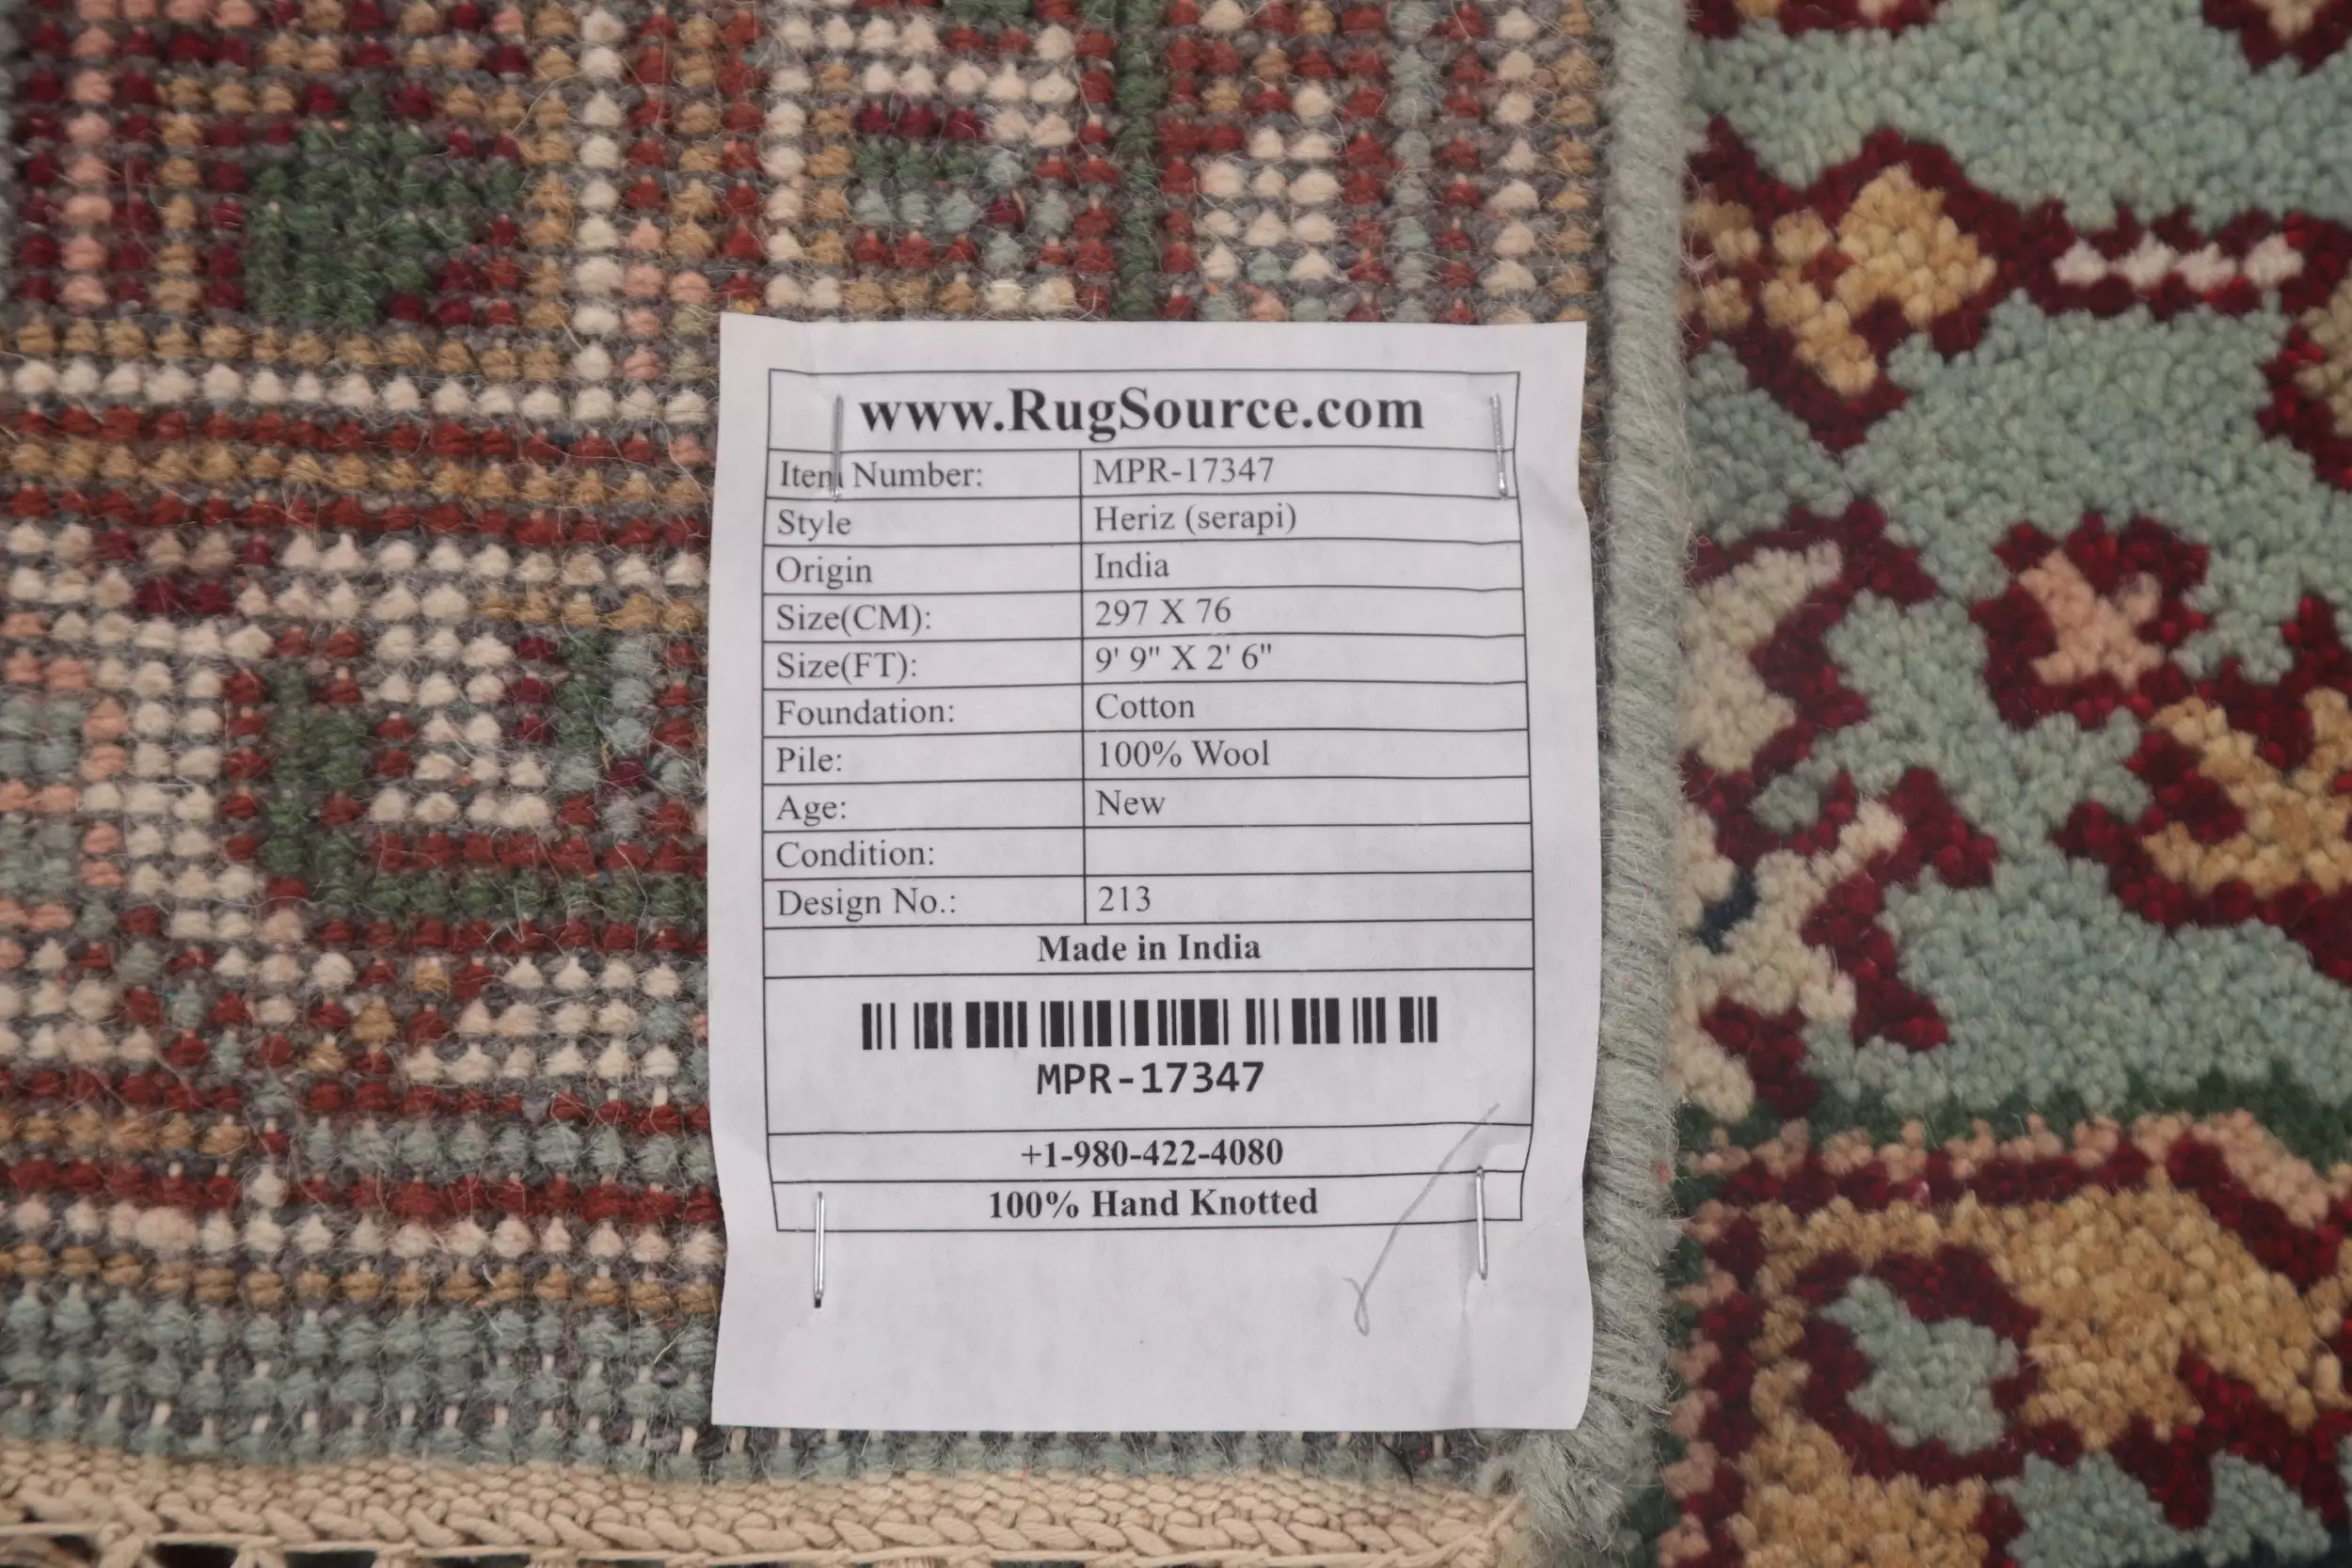 www.RugSource.com
Item Number: MPR-17347
Style Heriz (serapi)
Origin India
Size(CM): 297 X 76
Size(FT): 9' 9" X 2' 6"
Foundation: Cotton
Pile: 100% Wool
Age: New
Condition:
Design No.: 213
Made in India
MPR-17347
+1-980-422-4080
100% Hand Knotted